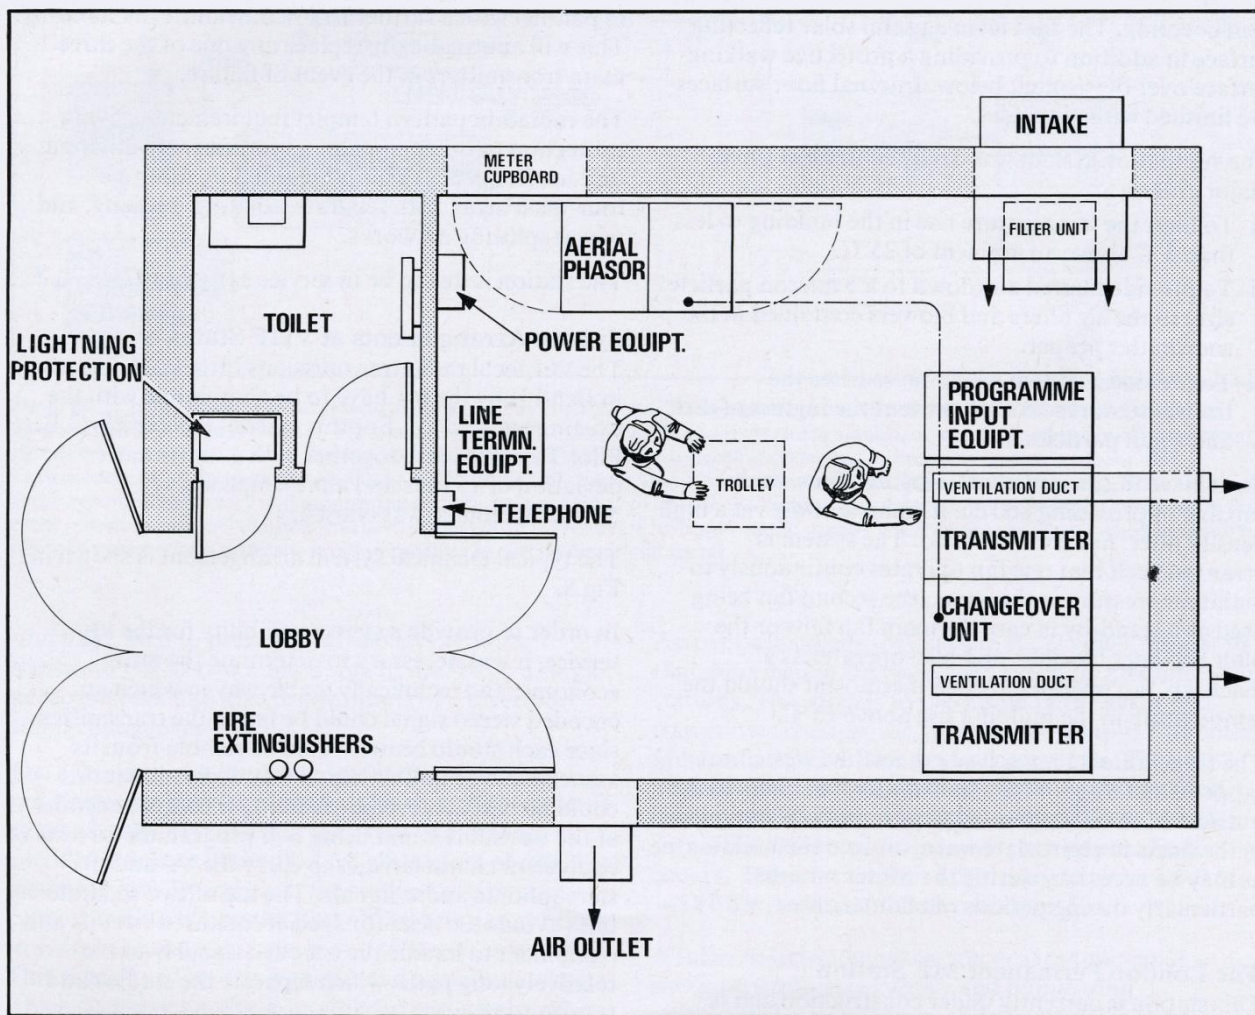 INTAKE
METER
CUPBOARD
AERIAL
PHASOR
FILTER UNIT
TOILET
LIGHTNING
PROTECTION
POWER EQUIPT.
PROGRAMME
INPUT
EQUIPT.
LINE
TERMN.
EQUIPT.
TROLLEY
VENTILATION DUCT
TELEPHONE
TRANSMITTER
CHANGEOVER
UNIT
LOBBY
VENTILATION DUCT
FIRE
EXTINGUISHERS
TRANSMITTER
AIR OUTLET